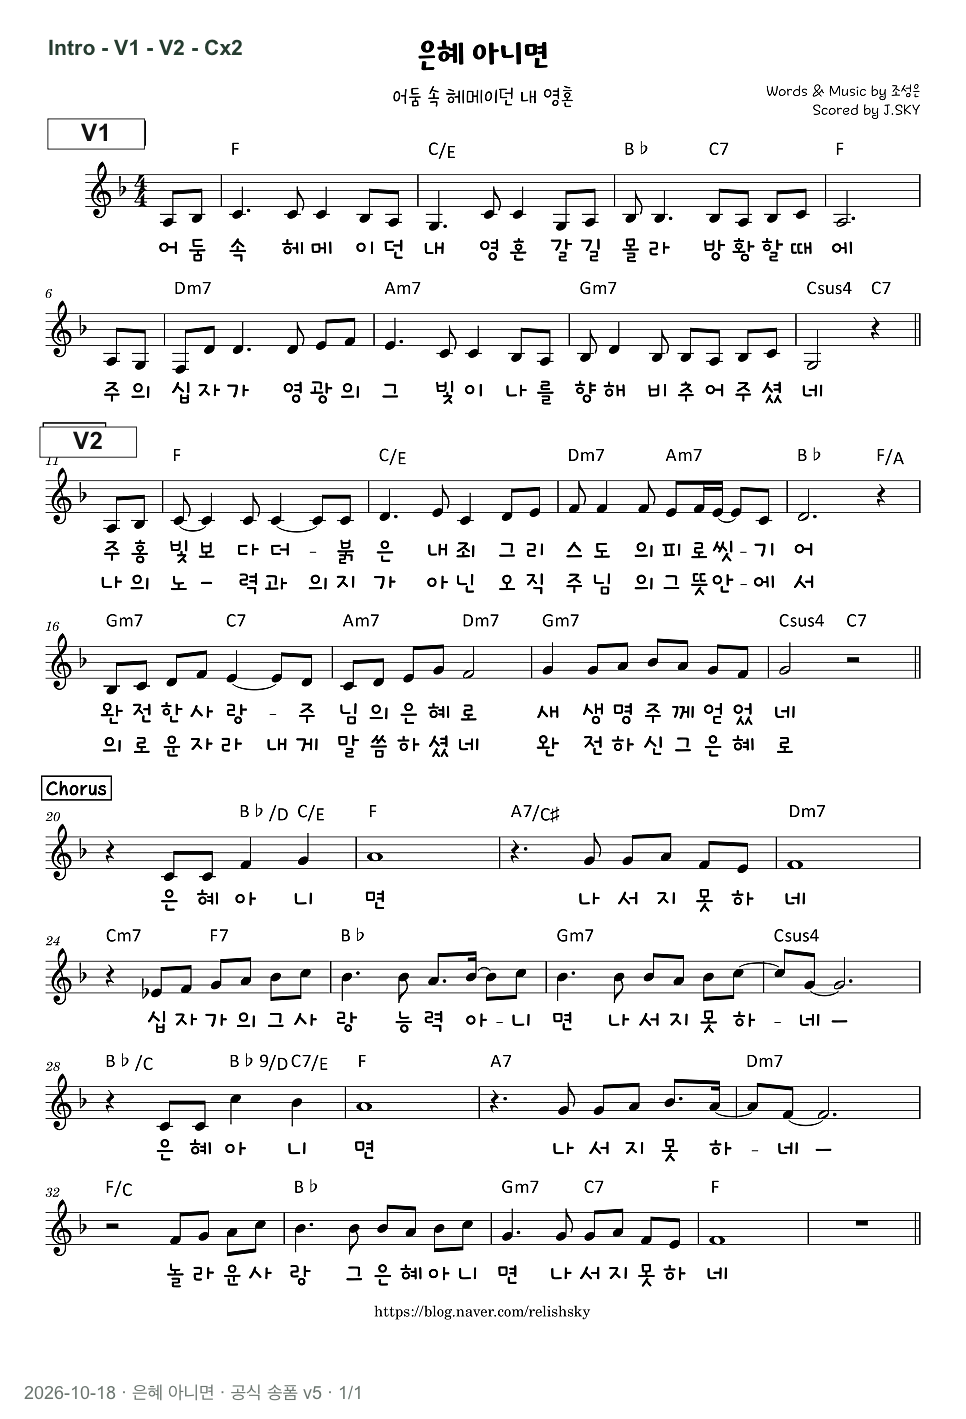 Intro - V1 - V2 - Cx2
은혜 아니면
어둠 속 헤메이던 내 영혼
Words & Music by 조성은
Scored by J.SKY
V1
F C/E B♭ C7 F
4 4
어 둠 속 헤 메 이 던 내 영 혼 갈 길 몰 라 방 황 할 때 에
6
Dm7 Am7 Gm7 Csus4 C7
주 의 십 자 가 영 광 의 그 빛 이 나 를 향 해 비 추 어 주 셨 네
V2
11
F C/E Dm7 Am7 B♭ F/A
주 홍 빛 보 다 더 - 붉 은 내 죄 그 리 스 도 의 피 로 씻 - 기 어
나 의 노 - 력 과 의 지 가 아 닌 오 직 주 님 의 그 뜻 안 - 에 서
16
Gm7 C7 Am7 Dm7 Gm7 Csus4 C7
완 전 한 사 랑 - 주 님 의 은 혜 로 새 생 명 주 께 얻 었 네
의 로 운 자 라 내 게 말 씀 하 셨 네 완 전 하 신 그 은 혜 로
Chorus
20
B♭/D C/E F A7/C♯ Dm7
은 혜 아 니 면 나 서 지 못 하 네
24
Cm7 F7 B♭ Gm7 Csus4
십 자 가 의 그 사 랑 능 력 아 - 니 면 나 서 지 못 하 - 네 -
28
B♭/C B♭9/D C7/E F A7 Dm7
은 혜 아 니 면 나 서 지 못 하 - 네 -
32
F/C B♭ Gm7 C7 F
놀 라 운 사 랑 그 은 혜 아 니 면 나 서 지 못 하 네
https://blog.naver.com/relishsky
2026-10-18 · 은혜 아니면 · 공식 송폼 v5 · 1/1